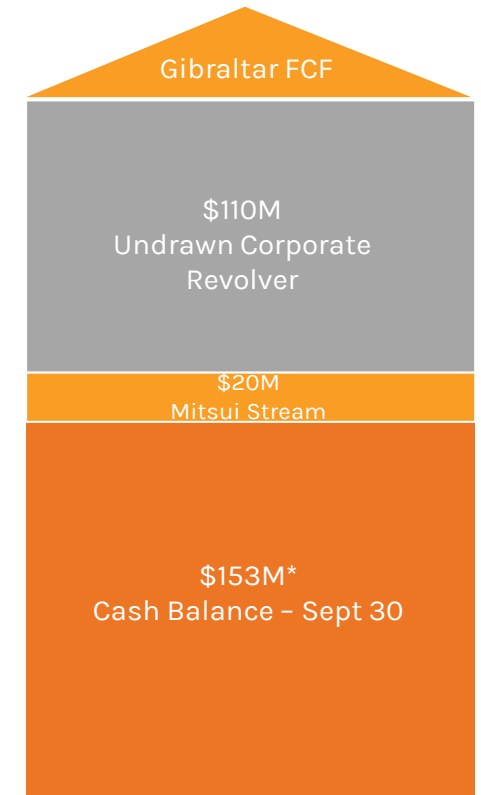 Gibraltar FCF
$110M
Undrawn Corporate
Revolver
$20M
Mitsui Stream
$153M*
Cash Balance – Sept 30